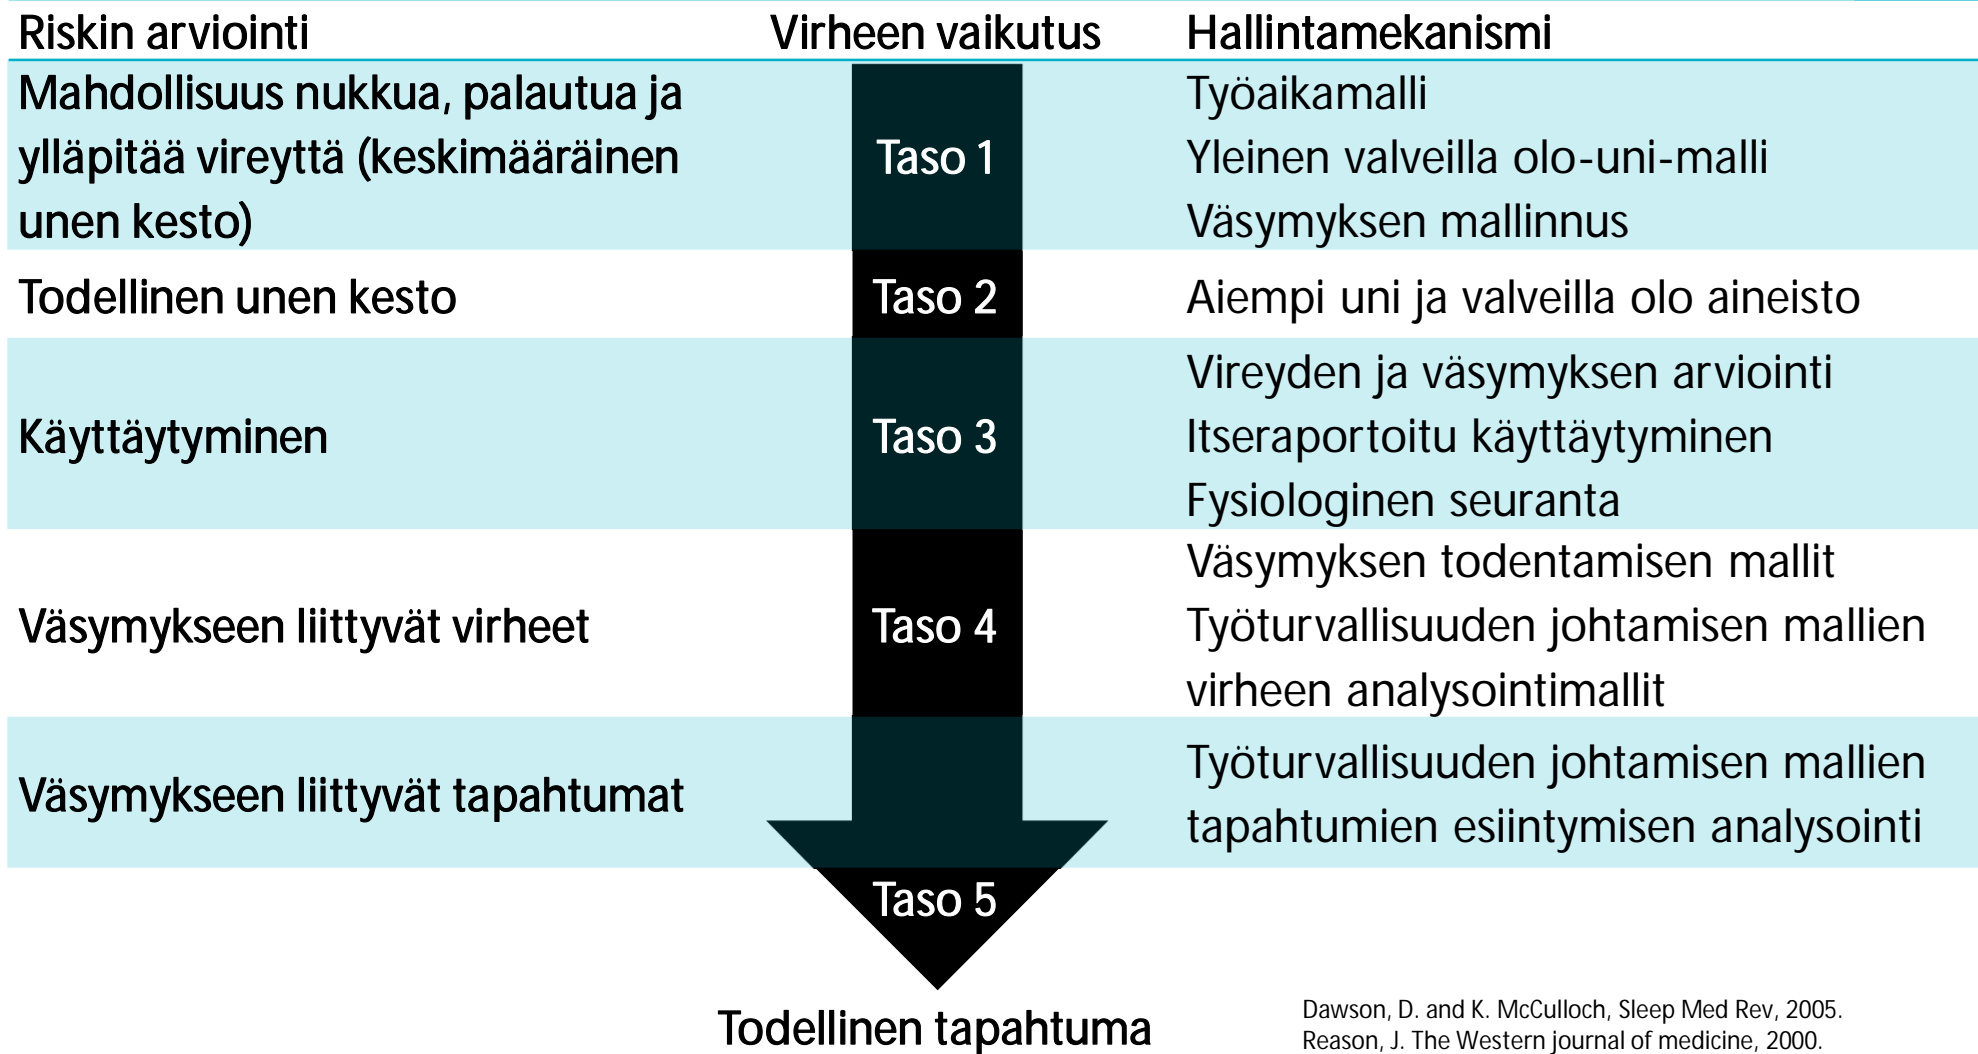 Riskin arviointi Virheen vaikutus Hallintamekanismi
Mahdollisuus nukkua, palautua ja
ylläpitää vireyttä (keskimääräinen
unen kesto)
Taso 1
Työaikamalli
Yleinen valveilla olo-uni-malli
Väsymyksen mallinnus
Todellinen unen kesto
Taso 2
Aiempi uni ja valveilla olo aineisto
Käyttäytyminen
Taso 3
Vireyden ja väsymyksen arviointi
Itseraportoitu käyttäytyminen
Fysiologinen seuranta
Väsymykseen liittyvät virheet
Taso 4
Väsymyksen todentamisen mallit
Työturvallisuuden johtamisen mallien
virheen analysointimallit
Väsymykseen liittyvät tapahtumat
Työturvallisuuden johtamisen mallien
tapahtumien esiintymisen analysointi
Taso 5
Todellinen tapahtuma
Dawson, D. and K. McCulloch, Sleep Med Rev, 2005.
Reason, J. The Western journal of medicine, 2000.